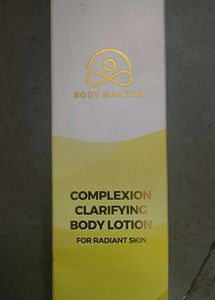 BODY MANTRA
COMPLEXION
CLARIFYING
BODY LOTION
FOR RADIANT SKIN